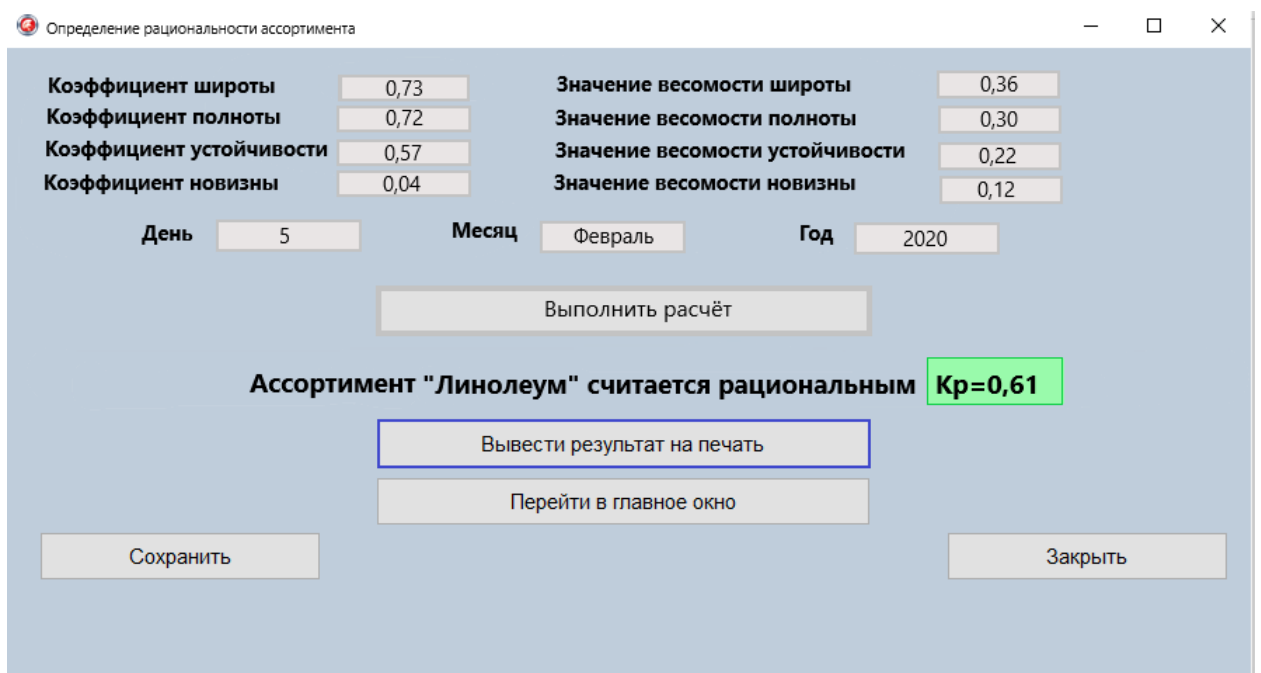 Определение рациональности ассортимента
Коэффициент широты 0,73 Значение весомости широты 0,36
Коэффициент полноты 0,72 Значение весомости полноты 0,30
Коэффициент устойчивости 0,57 Значение весомости устойчивости 0,22
Коэффициент новизны 0,04 Значение весомости новизны 0,12
День 5 Месяц Февраль Год 2020
Выполнить расчёт
Ассортимент "Линолеум" считается рациональным Кр=0,61
Вывести результат на печать
Перейти в главное окно
Сохранить Закрыть